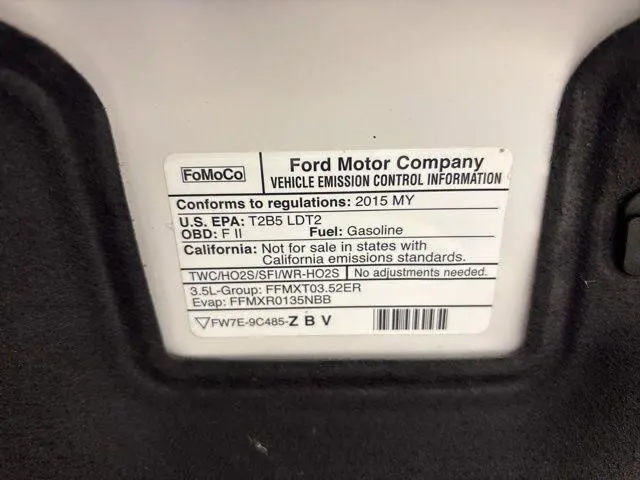 FoMoCo
Ford Motor Company
VEHICLE EMISSION CONTROL INFORMATION
Conforms to regulations: 2015 MY
U.S. EPA: T2B5 LDT2
OBD: F II Fuel: Gasoline
California: Not for sale in states with
California emissions standards.
TWC/HO2S/SFI/WR-HO2S No adjustments needed.
3.5L-Group: FFMXT03.52ER
Evap: FFMXR0135NBB
FW7E-9C485-Z B V